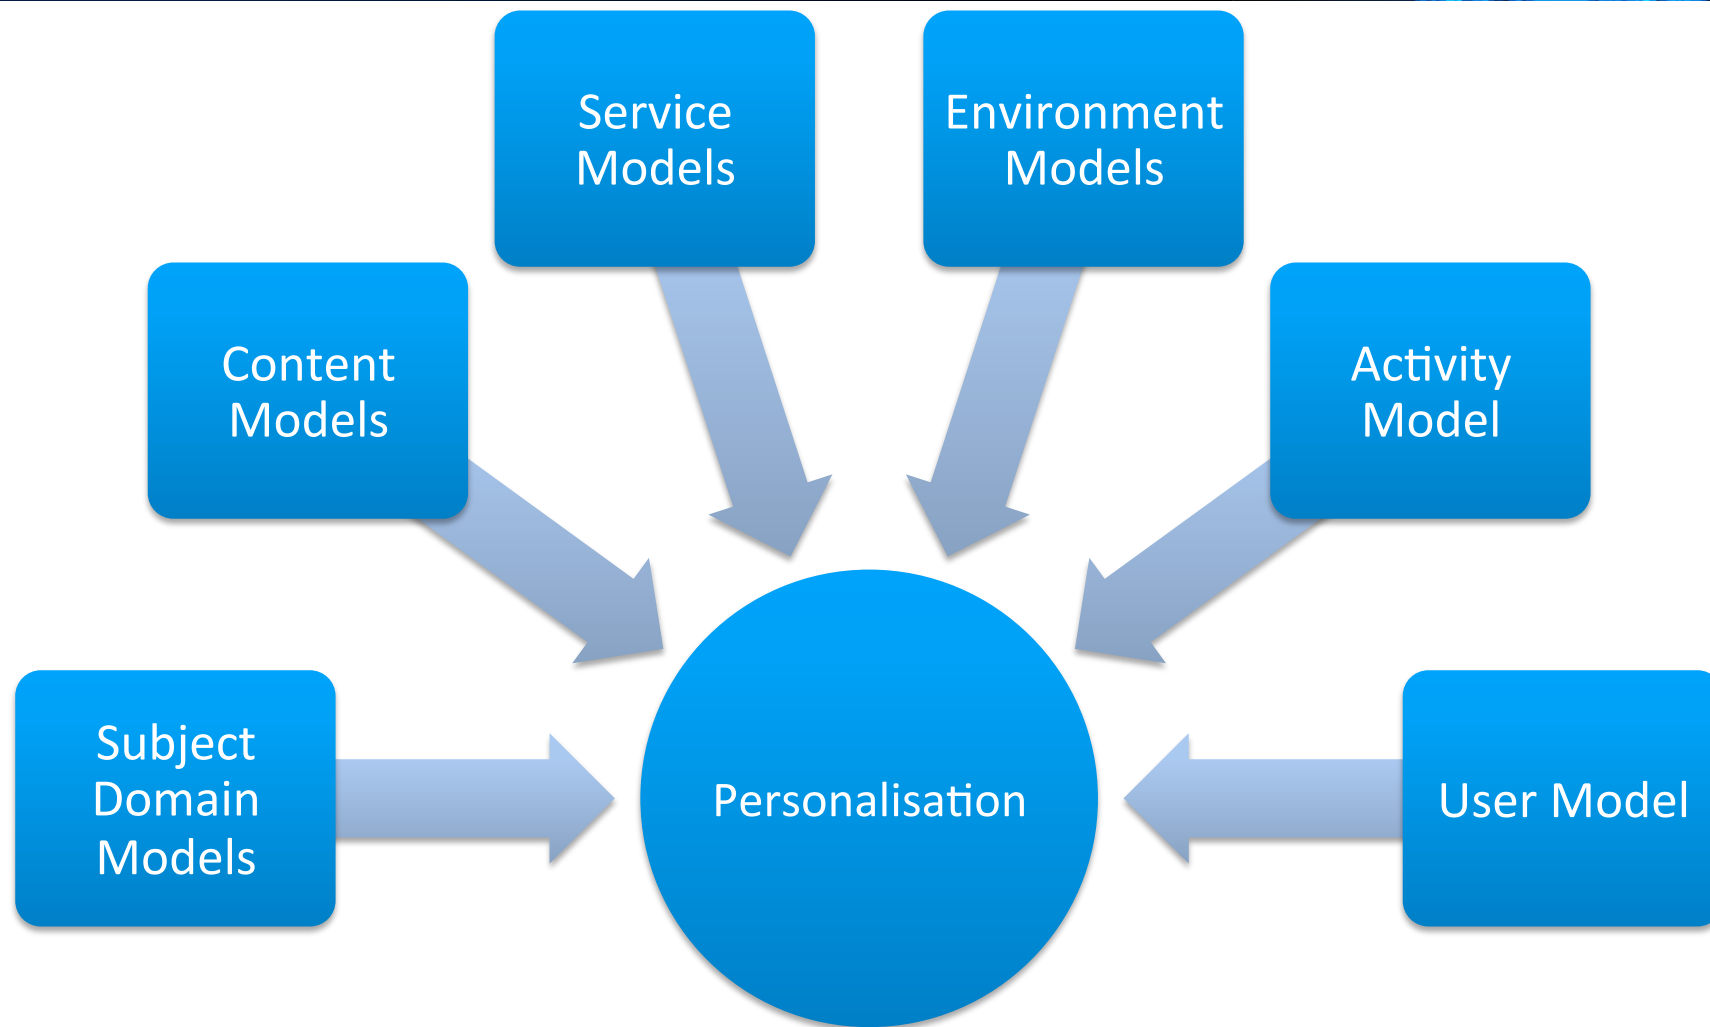 Service
Models
Environment
Models
Content
Models
Activity
Model
Subject
Domain
Models
Personalisation
User Model